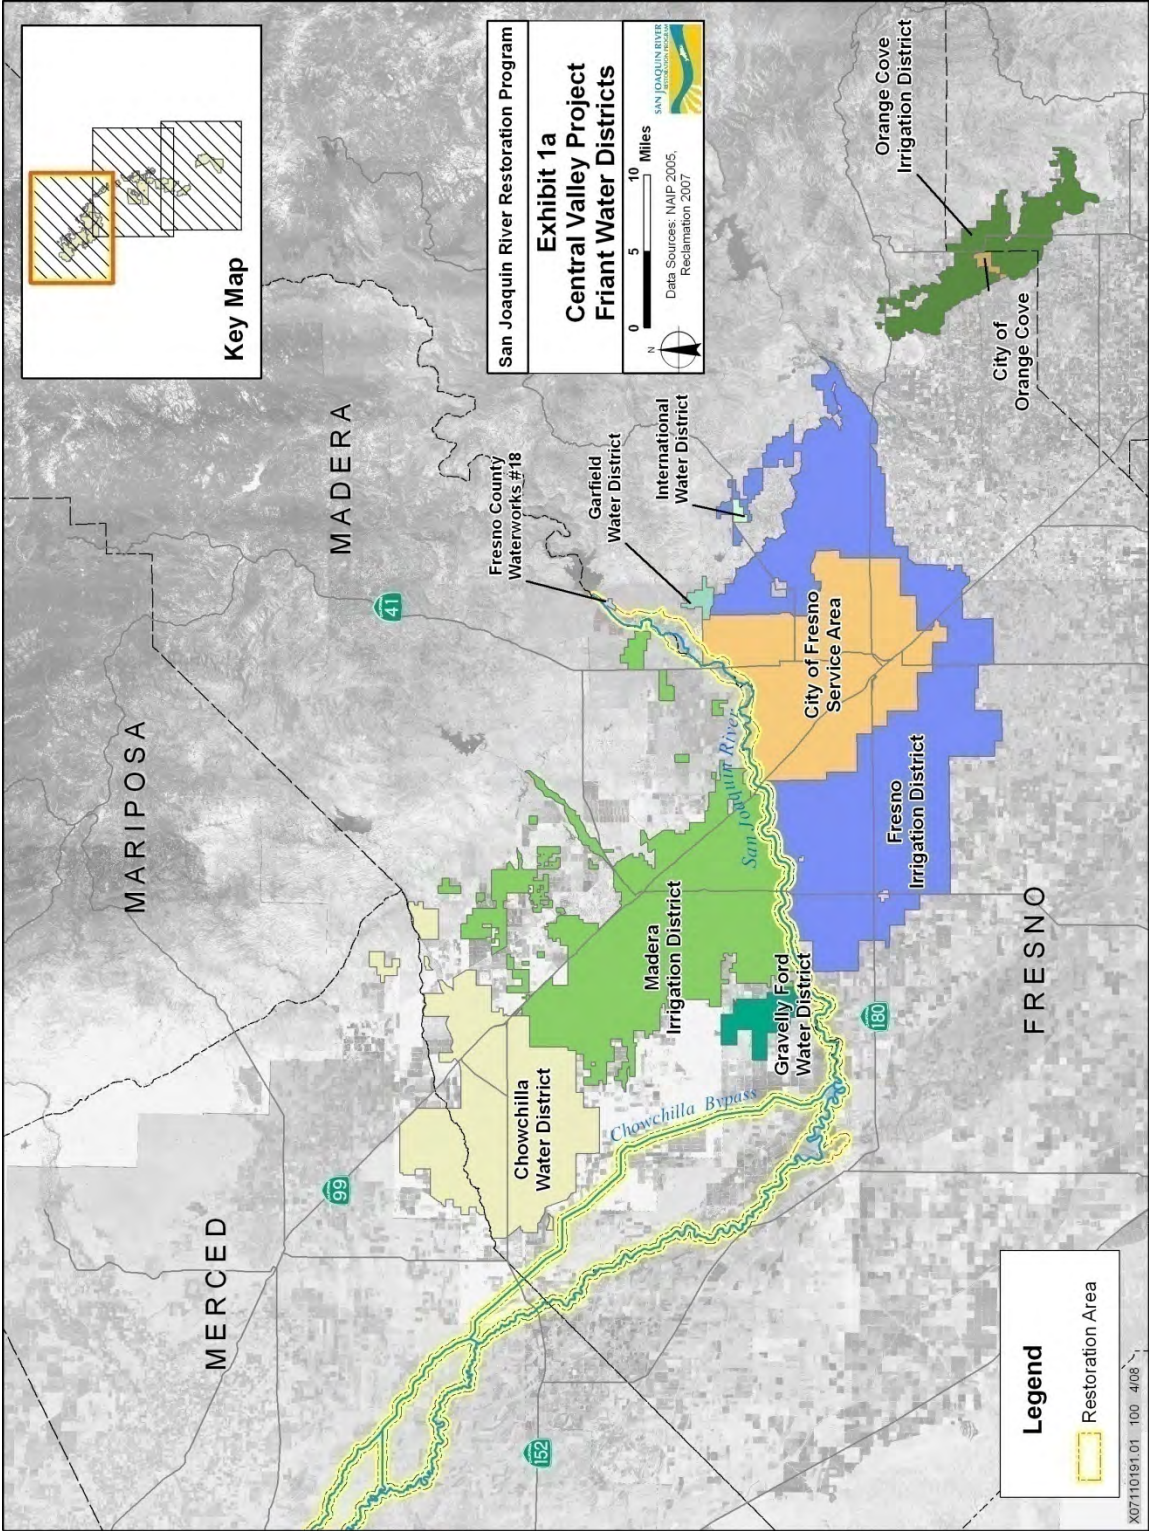 MERCED
MARIPOSA
MADERA
FRESNO
99
41
152
180
Chowchilla
Water District
Madera
Irrigation District
Gravelly Ford
Water District
Fresno
Irrigation District
City of Fresno
Service Area
Fresno County
Waterworks #18
Garfield
Water District
International
Water District
City of
Orange Cove
Orange Cove
Irrigation District
Chowchilla Bypass
San Joaquin River
Key Map
San Joaquin River Restoration Program
Exhibit 1a
Central Valley Project
Friant Water Districts
N
0 5 10
Miles
Data Sources: NAIP 2005,
Reclamation 2007
SAN JOAQUIN RIVER
RESTORATION PROGRAM
Legend
Restoration Area
X07110191.01 100 4/08